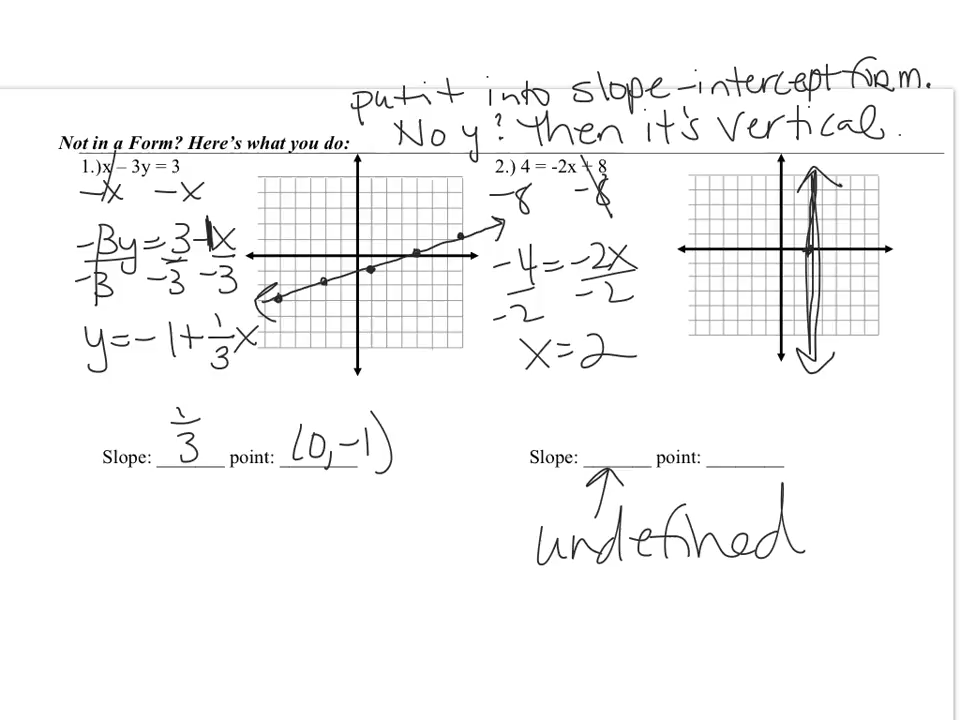 put it into slope-intercept form.
Not in a Form? Here's what you do: No y? Then it's vertical.
1.)x – 3y = 3
-x -x
-3y = 3 - 1x
-3 -3 -3
y = -1 + 1/3 x
Slope: 1/3 point: (0, -1)
2.) 4 = -2x + 8
-8 -8
-4 = -2x
-2 -2
x = 2
Slope: ______ point: ________
undefined